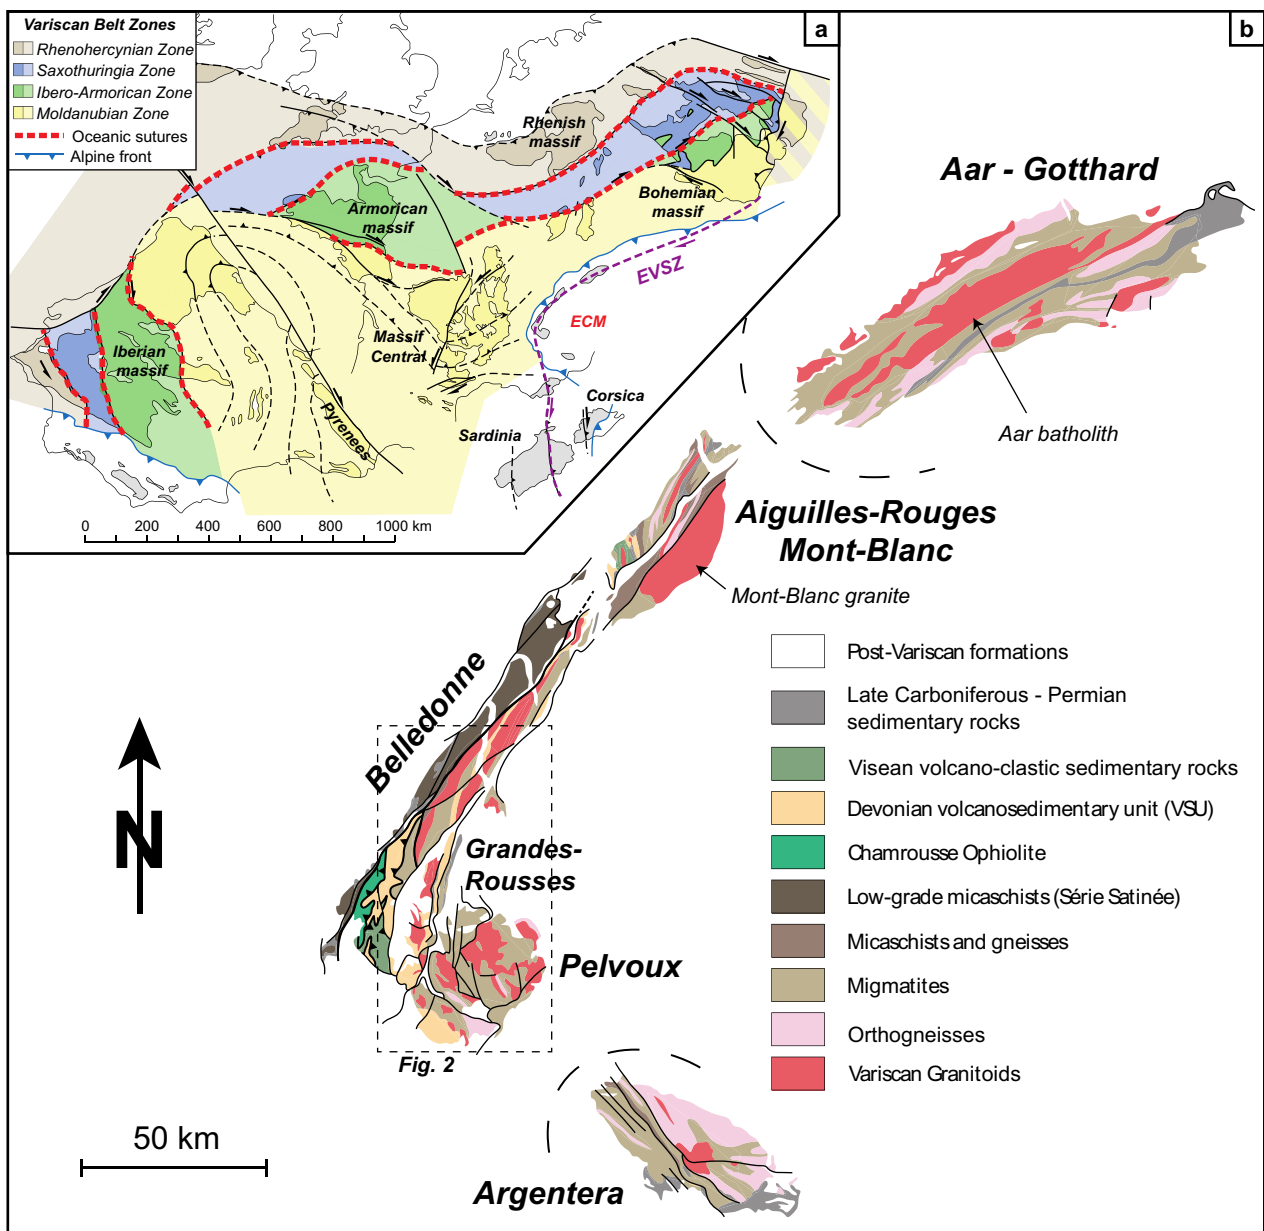 Variscan Belt Zones
Rhenohercynian Zone
Saxothuringia Zone
Ibero-Armorican Zone
Moldanubian Zone
Oceanic sutures
Alpine front
a
Rhenish
massif
Bohemian
massif
Armorican
massif
EVSZ
ECM
Massif
Central
Iberian
massif
Pyrenees
Corsica
Sardinia
0 200 400 600 800 1000 km
b
Aar - Gotthard
Aar batholith
Aiguilles-Rouges
Mont-Blanc
Mont-Blanc granite
Belledonne
Grandes-
Rousses
Pelvoux
Fig. 2
Argentera
N
50 km
Post-Variscan formations
Late Carboniferous - Permian
sedimentary rocks
Visean volcano-clastic sedimentary rocks
Devonian volcanosedimentary unit (VSU)
Chamrousse Ophiolite
Low-grade micaschists (Série Satinée)
Micaschists and gneisses
Migmatites
Orthogneisses
Variscan Granitoids